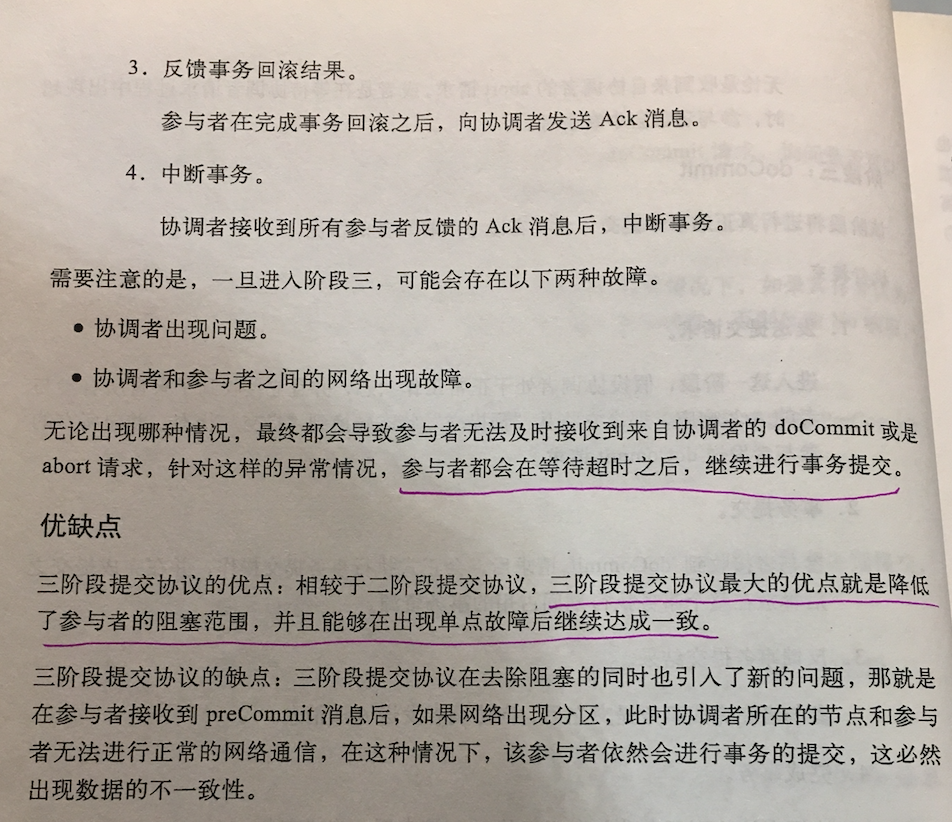 3. 反馈事务回滚结果。
参与者在完成事务回滚之后，向协调者发送 Ack 消息。
4. 中断事务。
协调者接收到所有参与者反馈的 Ack 消息后，中断事务。
需要注意的是，一旦进入阶段三，可能会存在以下两种故障。
● 协调者出现问题。
● 协调者和参与者之间的网络出现故障。
无论出现哪种情况，最终都会导致参与者无法及时接收到来自协调者的 doCommit 或是
abort 请求，针对这样的异常情况，参与者都会在等待超时之后，继续进行事务提交。
优缺点
三阶段提交协议的优点：相较于二阶段提交协议，三阶段提交协议最大的优点就是降低
了参与者的阻塞范围，并且能够在出现单点故障后继续达成一致。
三阶段提交协议的缺点：三阶段提交协议在去除阻塞的同时也引入了新的问题，那就是
在参与者接收到 preCommit 消息后，如果网络出现分区，此时协调者所在的节点和参与
者无法进行正常的网络通信，在这种情况下，该参与者依然会进行事务的提交，这必然
出现数据的不一致性。